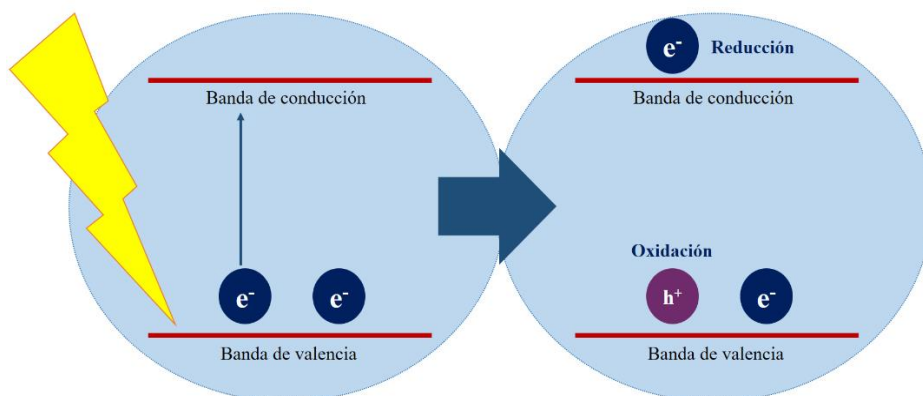 e⁻ Reducción
Banda de conducción
Banda de conducción
Oxidación
e⁻ e⁻
h⁺ e⁻
Banda de valencia
Banda de valencia